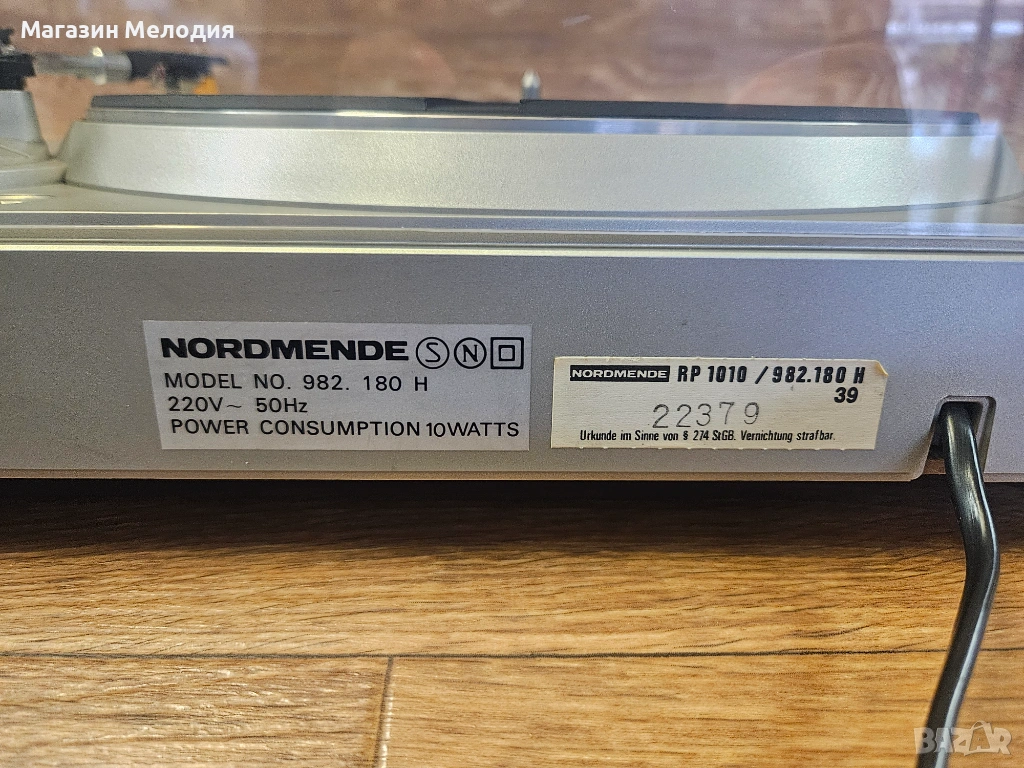 Магазин Мелодия
NORDMENDE S N
MODEL NO. 982. 180 H
220V~ 50Hz
POWER CONSUMPTION 10WATTS
NORDMENDE RP 1010 / 982.180 H
39
22379
Urkunde im Sinne von § 274 StGB. Vernichtung strafbar.
BAZAR